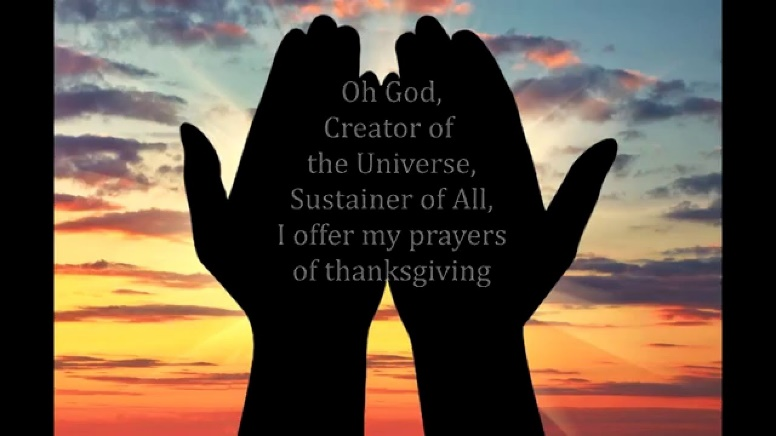 Oh God,
Creator of
the Universe,
Sustainer of All,
I offer my prayers
of thanksgiving